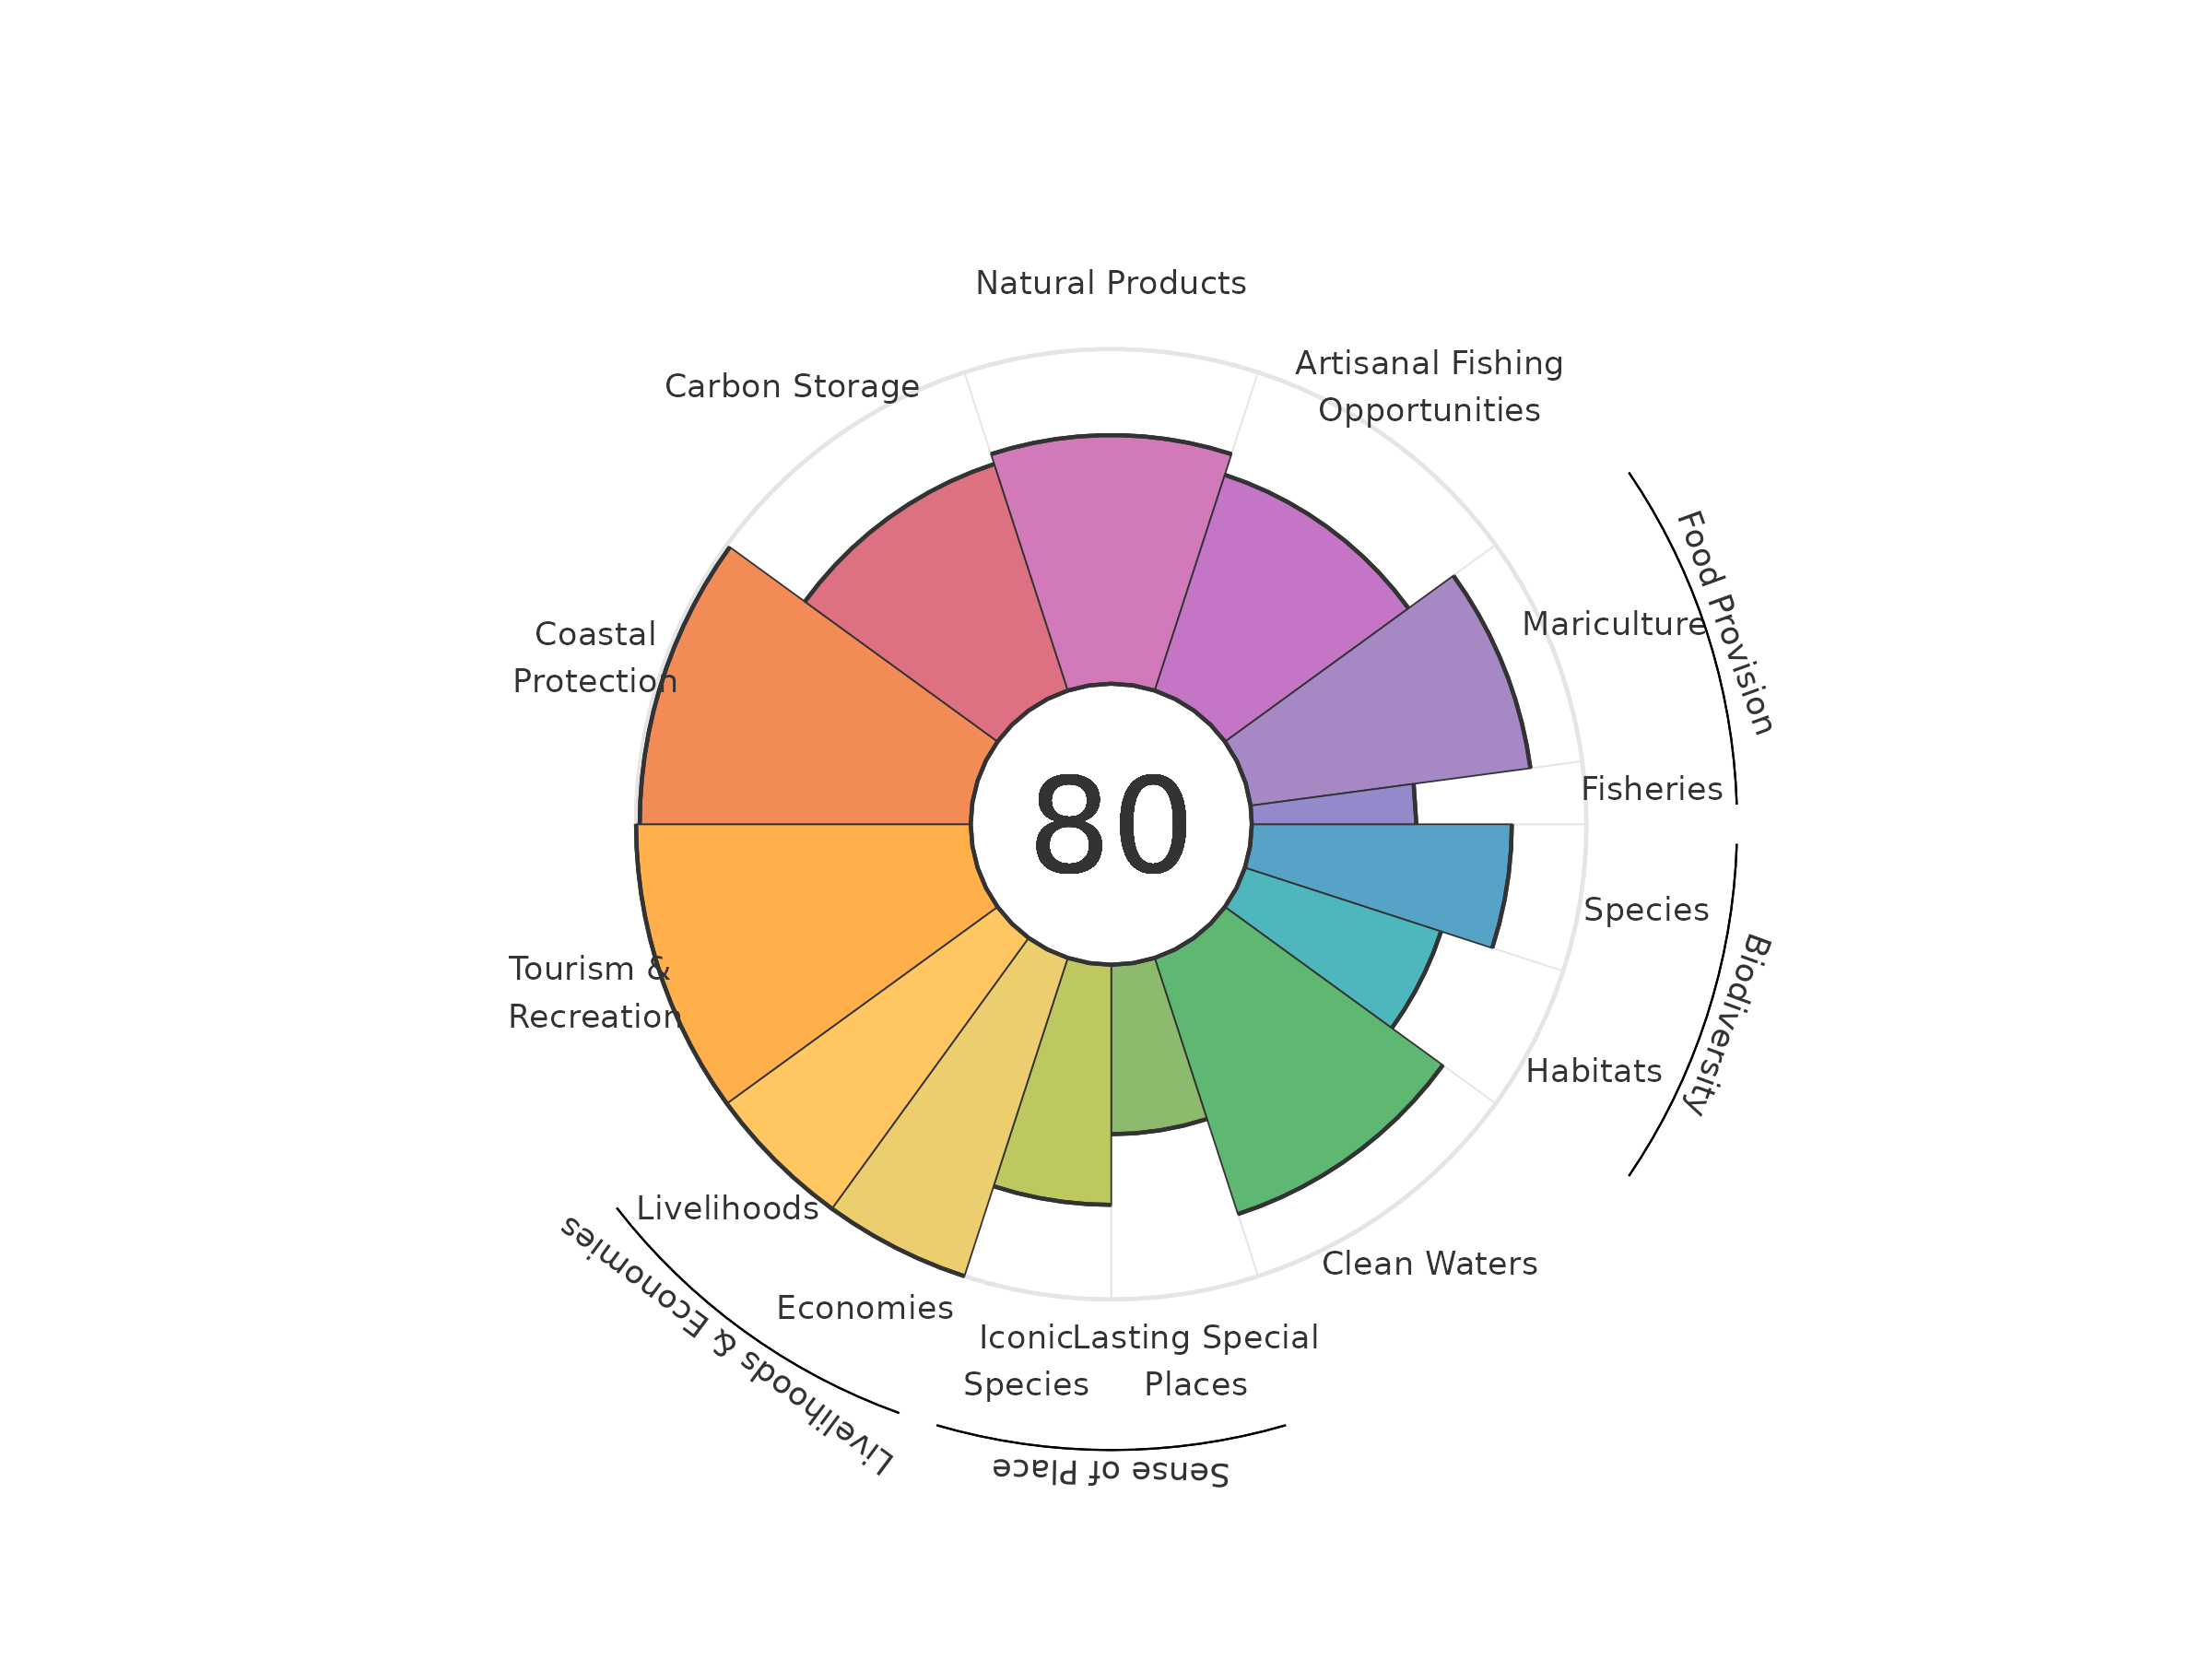 Natural Products
Artisanal Fishing
Opportunities
Carbon Storage
Food Provision
Mariculture
Coastal
Protection
Fisheries
80
Species
Biodiversity
Tourism &
Recreation
Habitats
Livelihoods
Clean Waters
Economies
Livelihoods & Economies
Iconic
Species
Lasting Special
Places
Sense of Place